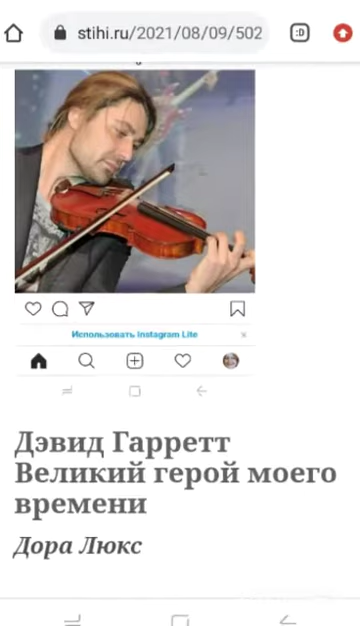 stihi.ru/2021/08/09/502
:D
Использовать Instagram Lite
×
Дэвид Гарретт
Великий герой моего
времени
Дора Люкс